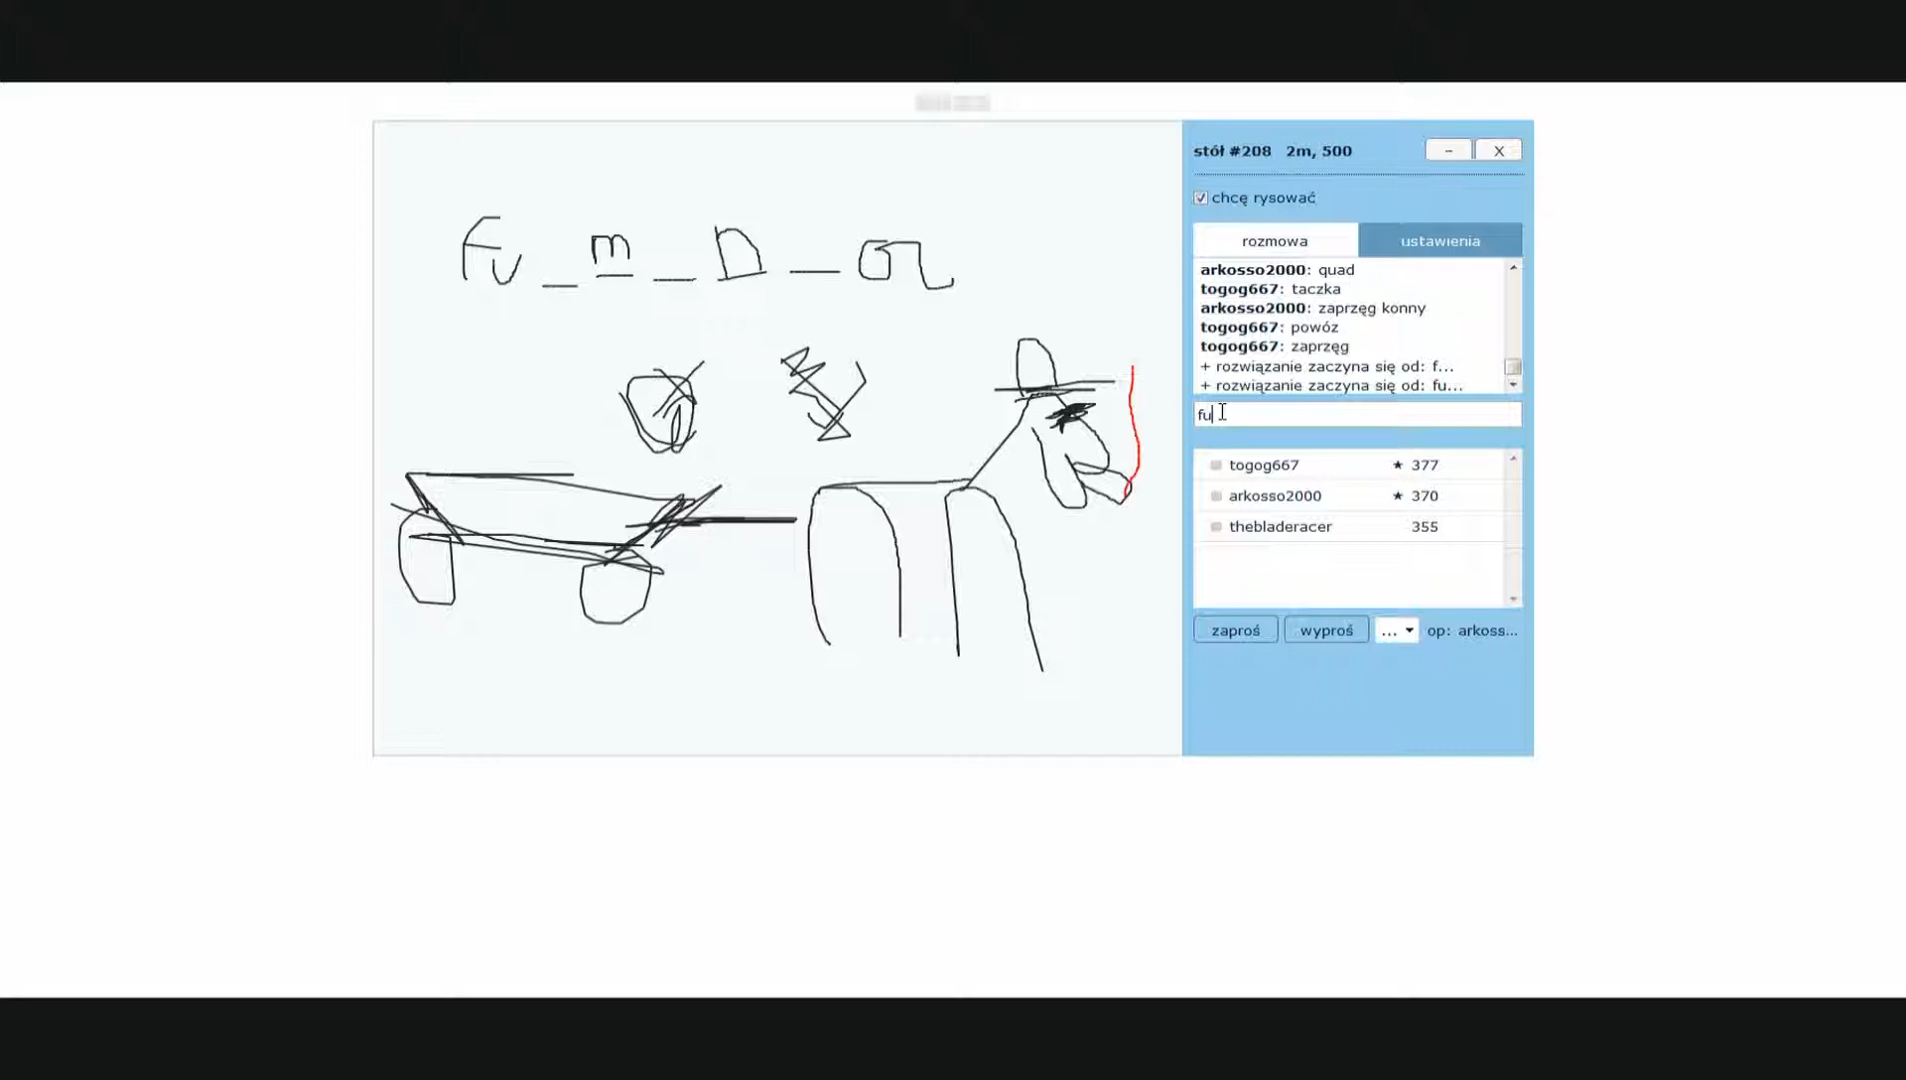 Fu _ m _ D _ a
stół #208 2m, 500
– X
chcę rysować
rozmowa ustawienia
arkosso2000: quad
togog667: taczka
arkosso2000: zaprzęg konny
togog667: powóz
togog667: zaprzęg
+ rozwiązanie zaczyna się od: f...
+ rozwiązanie zaczyna się od: fu...
fu
togog667 ★ 377
arkosso2000 ★ 370
thebladeracer 355
zaproś wyproś ... op: arkoss...